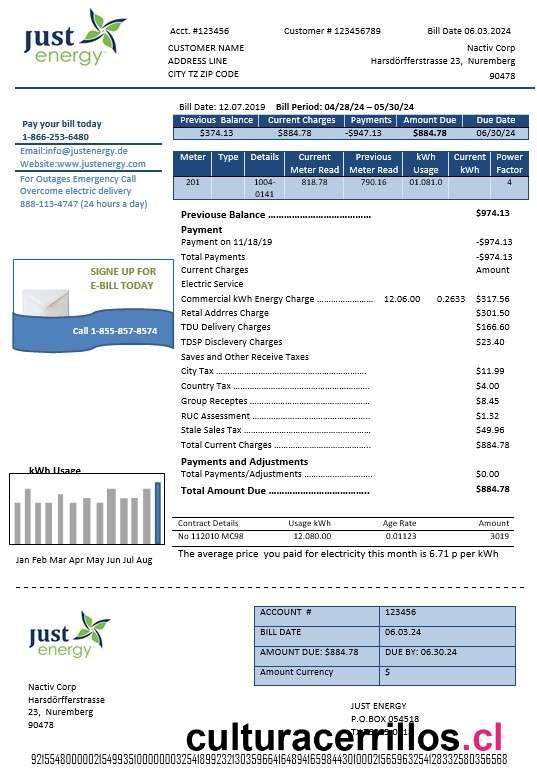 just energy
Acct. #123456 Customer # 123456789 Bill Date 06.03.2024
CUSTOMER NAME
ADDRESS LINE
CITY TZ ZIP CODE
Nactiv Corp
Harsdörfferstrasse 23, Nuremberg
90478
Pay your bill today
1-866-253-6480
Email:info@justenergy.de
Website:www.justenergy.com
For Outages Emergency Call
Overcome electric delivery
888-113-4747 (24 hours a day)
SIGNE UP FOR
E-BILL TODAY
Call 1-855-857-8574
kWh Usage
Jan Feb Mar Apr May Jun Jul Aug
Bill Date: 12.07.2019 Bill Period: 04/28/24 – 05/30/24
Previous Balance Current Charges Payments Amount Due Due Date
$374.13 $884.78 -$947.13 $884.78 06/30/24
Meter Type Details Current Meter Read Previous Meter Read kWh Usage Current kWh Power Factor
201 1004-0141 818.78 790.16 01.081.0 4
Previouse Balance ........................................ $974.13
Payment
Payment on 11/18/19 -$974.13
Total Payments -$974.13
Current Charges Amount
Electric Service
Commercial kWh Energy Charge ..................... 12.06.00 0.2633 $317.56
Retal Addrres Charge $301.50
TDU Delivery Charges $166.60
TDSP Disclevery Charges $23.40
Saves and Other Receive Taxes
City Tax ........................................ $11.99
Country Tax ........................................ $4.00
Group Receptes ........................................ $8.45
RUC Assessment ........................................ $1.32
Stale Sales Tax ........................................ $49.96
Total Current Charges ........................................ $884.78
Payments and Adjustments
Total Payments/Adjustments ........................................ $0.00
Total Amount Due ........................................ $884.78
Contract Details Usage kWh Age Rate Amount
No 112010 MC98 12.080.00 0.01123 3019
The average price you paid for electricity this month is 6.71 p per kWh
just energy
ACCOUNT # 123456
BILL DATE 06.03.24
AMOUNT DUE: $884.78 DUE BY: 06.30.24
Amount Currency $
Nactiv Corp
Harsdörfferstrasse
23, Nuremberg
90478
JUST ENERGY
P.O.BOX 054518
culturacerrillos.cl